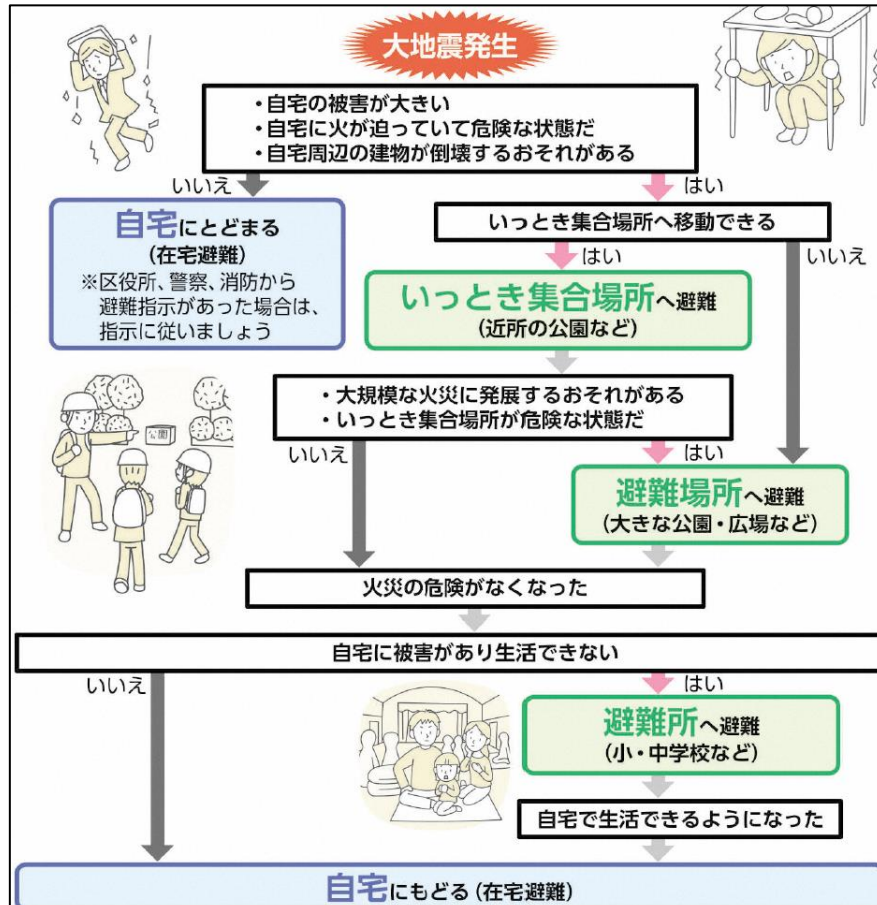 大地震発生
・自宅の被害が大きい
・自宅に火が迫っていて危険な状態だ
・自宅周辺の建物が倒壊するおそれがある
いいえ
はい
自宅にとどまる
(在宅避難)
※区役所、警察、消防から
避難指示があった場合は、
指示に従いましょう
いっとき集合場所へ移動できる
はい
いいえ
いっとき集合場所へ避難
(近所の公園など)
・大規模な火災に発展するおそれがある
・いっとき集合場所が危険な状態だ
公園
いいえ
はい
避難場所へ避難
(大きな公園・広場など)
火災の危険がなくなった
自宅に被害があり生活できない
いいえ
はい
避難所へ避難
(小・中学校など)
自宅で生活できるようになった
自宅にもどる(在宅避難)